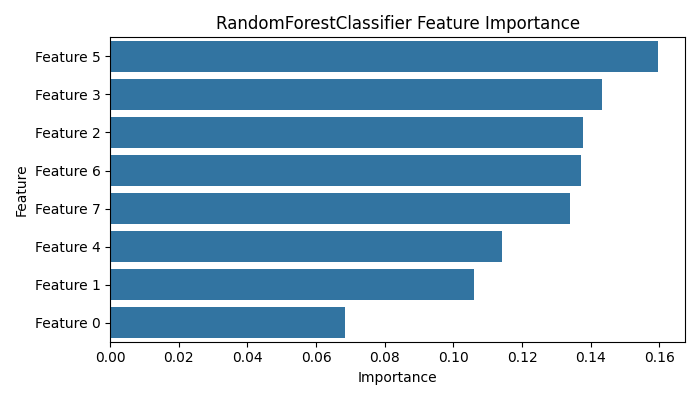 RandomForestClassifier Feature Importance
Feature 5
Feature 3
Feature 2
Feature 6
Feature 7
Feature 4
Feature 1
Feature 0
Feature
0.00 0.02 0.04 0.06 0.08 0.10 0.12 0.14 0.16
Importance